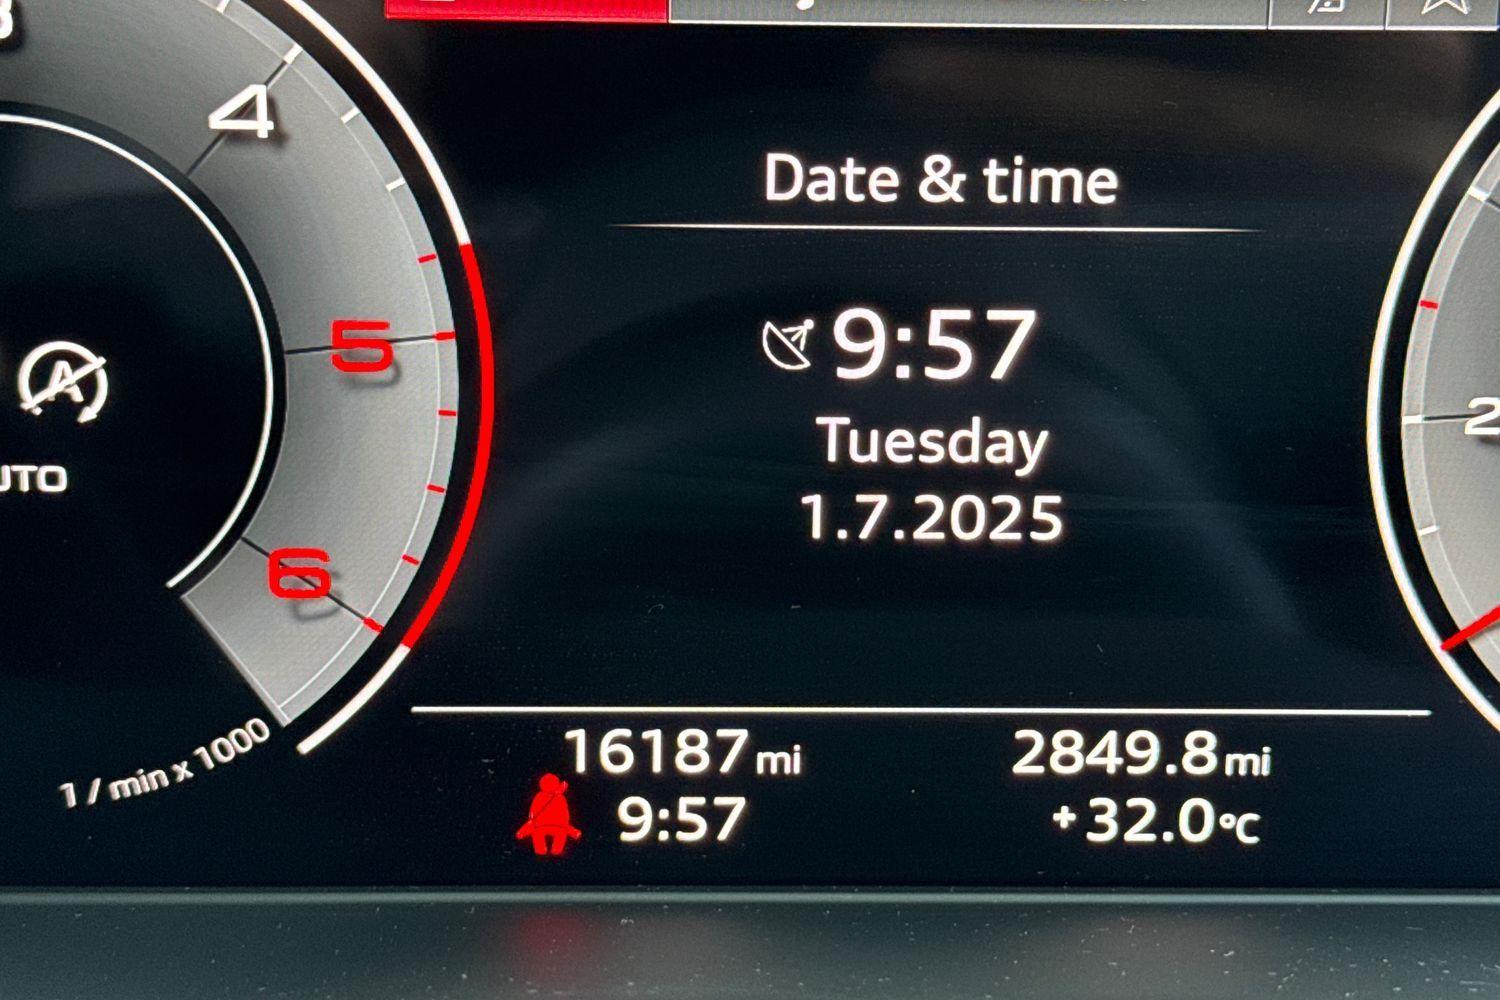 4
5
6
1 / min x 1000
Date & time
9:57
Tuesday
1.7.2025
16187 mi
2849.8 mi
9:57
+32.0°C
2